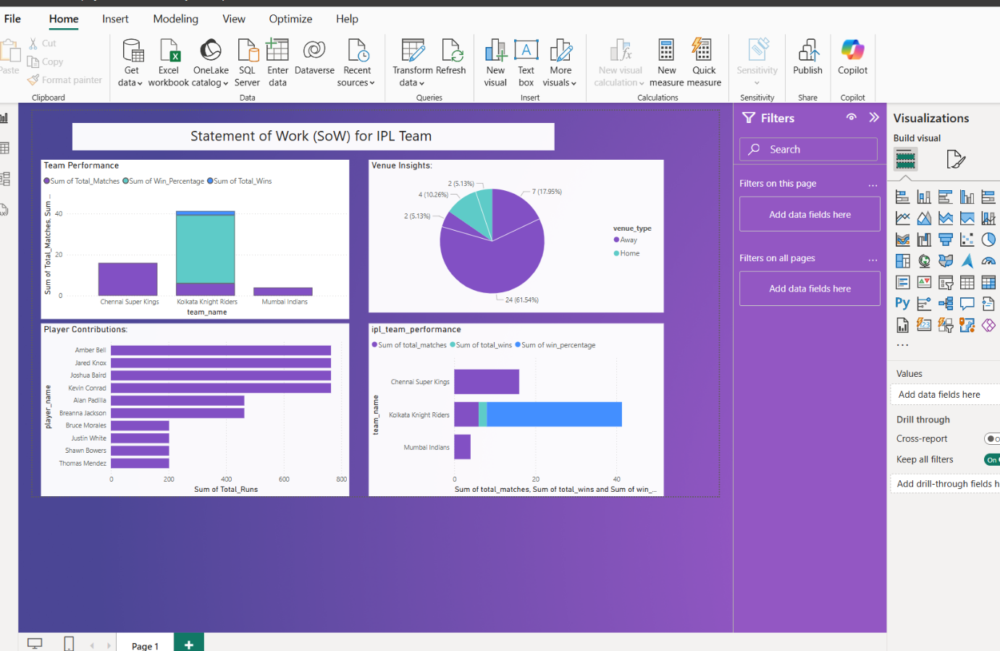 File Home Insert Modeling View Optimize Help
Paste
Cut
Copy
Format painter
Clipboard
Get data
Excel workbook
OneLake catalog
SQL Server
Enter data
Dataverse
Recent sources
Data
Transform data
Refresh
Queries
New visual
Text box
More visuals
Insert
New visual calculation
New measure
Quick measure
Calculations
Sensitivity
Sensitivity
Publish
Share
Copilot
Copilot
Statement of Work (SoW) for IPL Team
Team Performance
Sum of Total_Matches Sum of Win_Percentage Sum of Total_Wins
Sum of Total_Matches, Sum ...
40
20
0
Chennai Super Kings Kolkata Knight Riders Mumbai Indians
team_name
Venue Insights:
2 (5.13%)
4 (10.26%)
2 (5.13%)
7 (17.95%)
24 (61.54%)
venue_type
Away
Home
Player Contributions:
player_name
Amber Bell
Jared Knox
Joshua Baird
Kevin Conrad
Alan Padilla
Breanna Jackson
Bruce Morales
Justin White
Shawn Bowers
Thomas Mendez
0 200 400 600 800
Sum of Total_Runs
ipl_team_performance
Sum of total_matches Sum of total_wins Sum of win_percentage
team_name
Chennai Super Kings
Kolkata Knight Riders
Mumbai Indians
0 20 40
Sum of total_matches, Sum of total_wins and Sum of win_...
Filters
Search
Filters on this page ...
Add data fields here
Filters on all pages ...
Add data fields here
Visualizations
Build visual
Py
123
...
Values
Add data fields here
Drill through
Cross-report
Keep all filters
On
Add drill-through fields h
Page 1
+